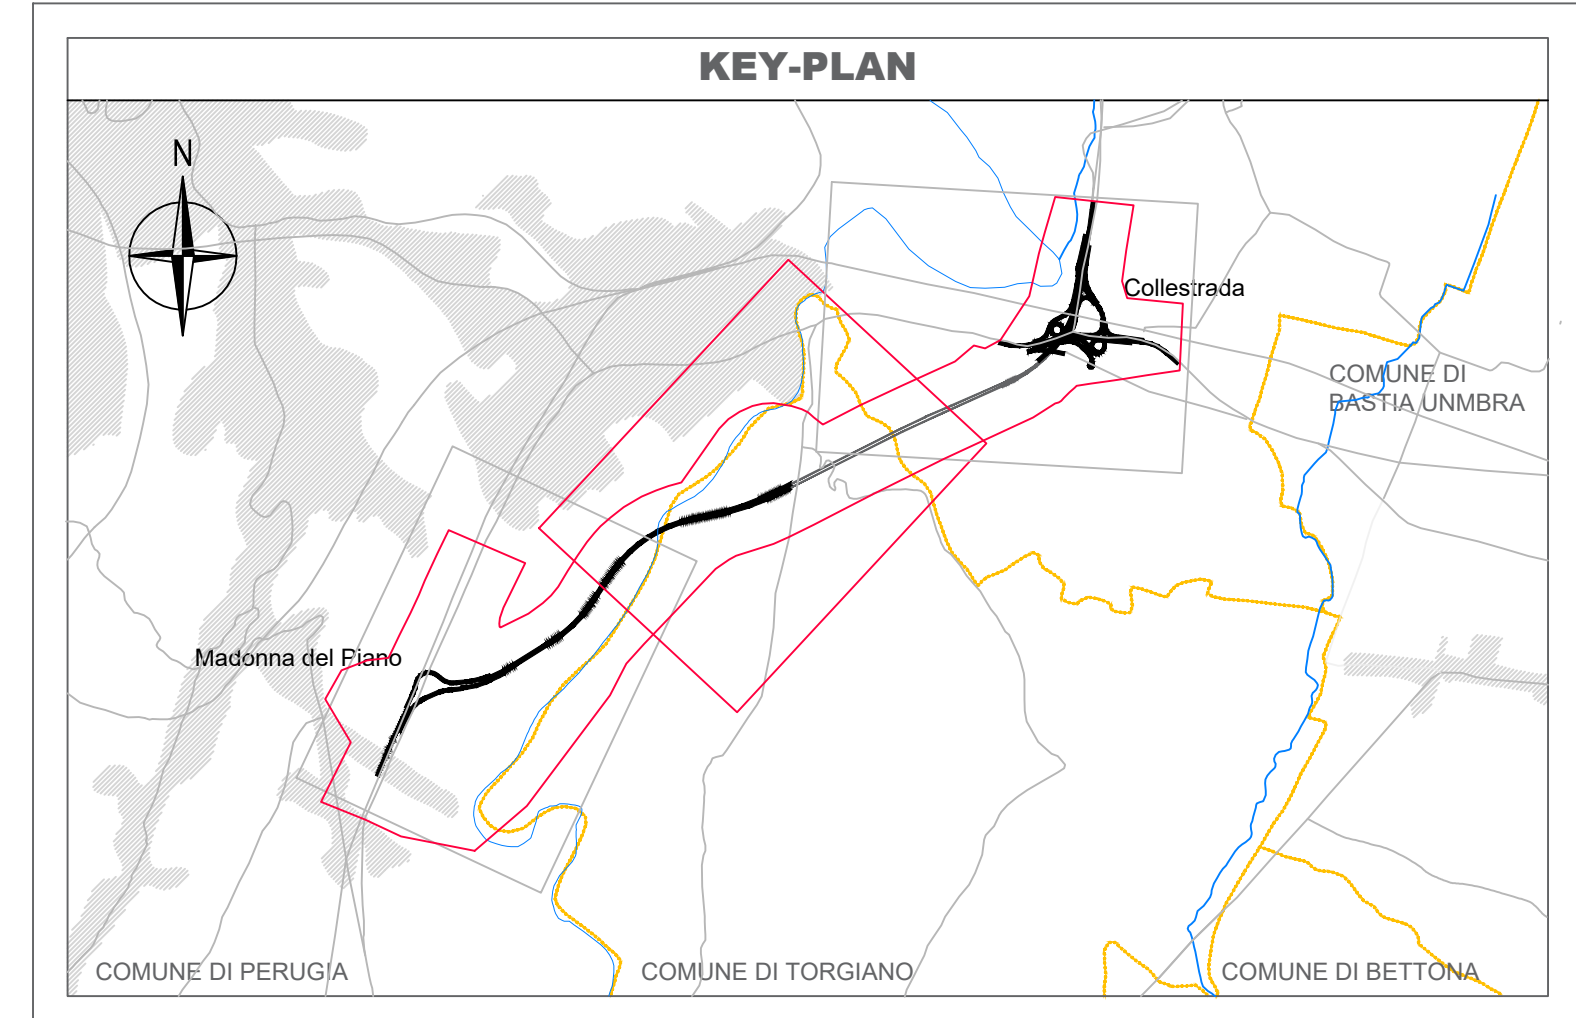 KEY-PLAN
N
Collestrada
COMUNE DI
BASTIA UNMBRA
Madonna del Piano
COMUNE DI PERUGIA
COMUNE DI TORGIANO
COMUNE DI BETTONA